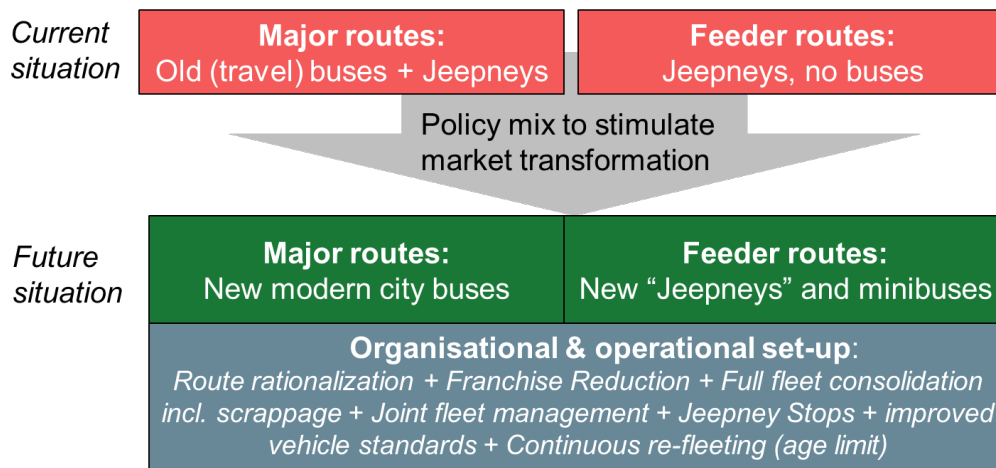 Current
situation
Major routes:
Old (travel) buses + Jeepneys
Feeder routes:
Jeepneys, no buses
Policy mix to stimulate
market transformation
Future
situation
Major routes:
New modern city buses
Feeder routes:
New “Jeepneys” and minibuses
Organisational & operational set-up:
Route rationalization + Franchise Reduction + Full fleet consolidation
incl. scrappage + Joint fleet management + Jeepney Stops + improved
vehicle standards + Continuous re-fleeting (age limit)